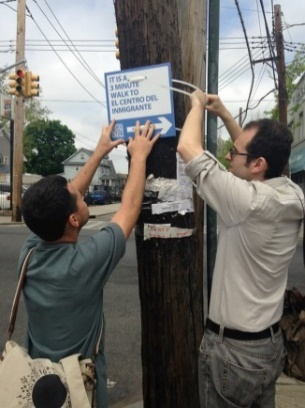 IT IS A
3 MINUTE
WALK TO
EL CENTRO DEL
INMIGRANTE